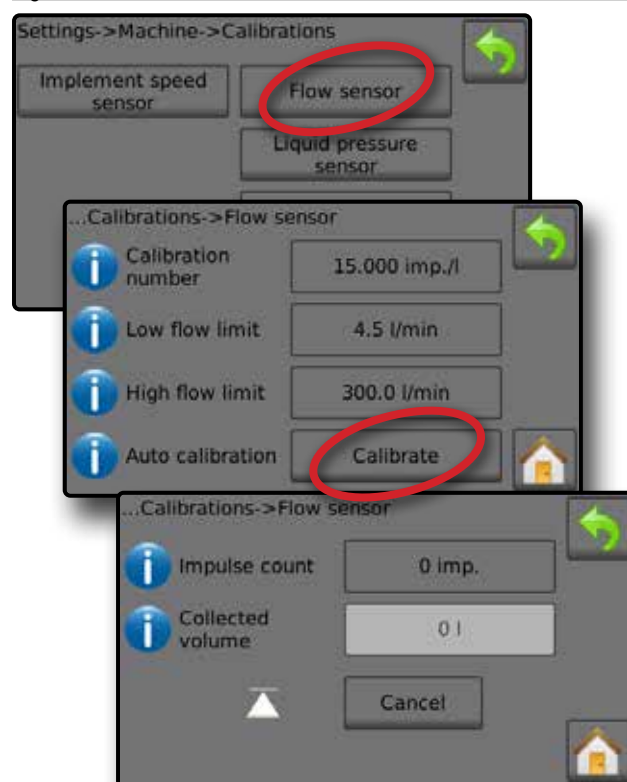 Settings->Machine->Calibrations
Implement speed
sensor
Flow sensor
Liquid pressure
sensor
...Calibrations->Flow sensor
Calibration
number
15.000 imp./l
Low flow limit
4.5 l/min
High flow limit
300.0 l/min
Auto calibration
Calibrate
...Calibrations->Flow sensor
Impulse count
0 imp.
Collected
volume
0 l
Cancel